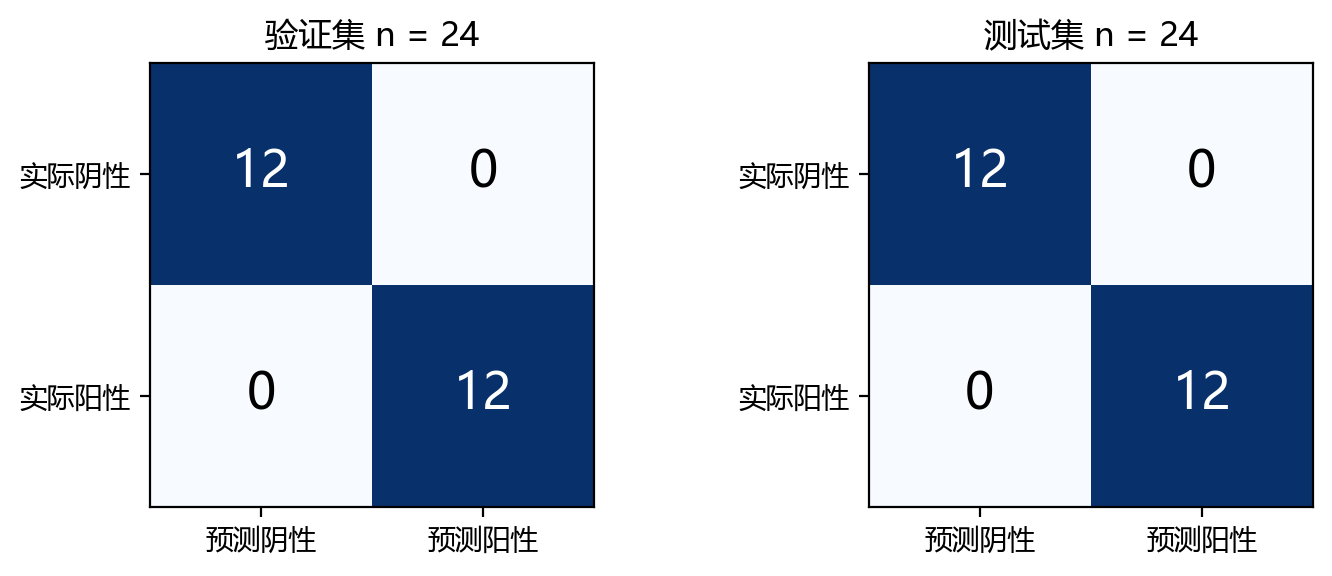 验证集 n = 24
实际阴性
12
0
实际阳性
0
12
预测阴性
预测阳性
测试集 n = 24
实际阴性
12
0
实际阳性
0
12
预测阴性
预测阳性